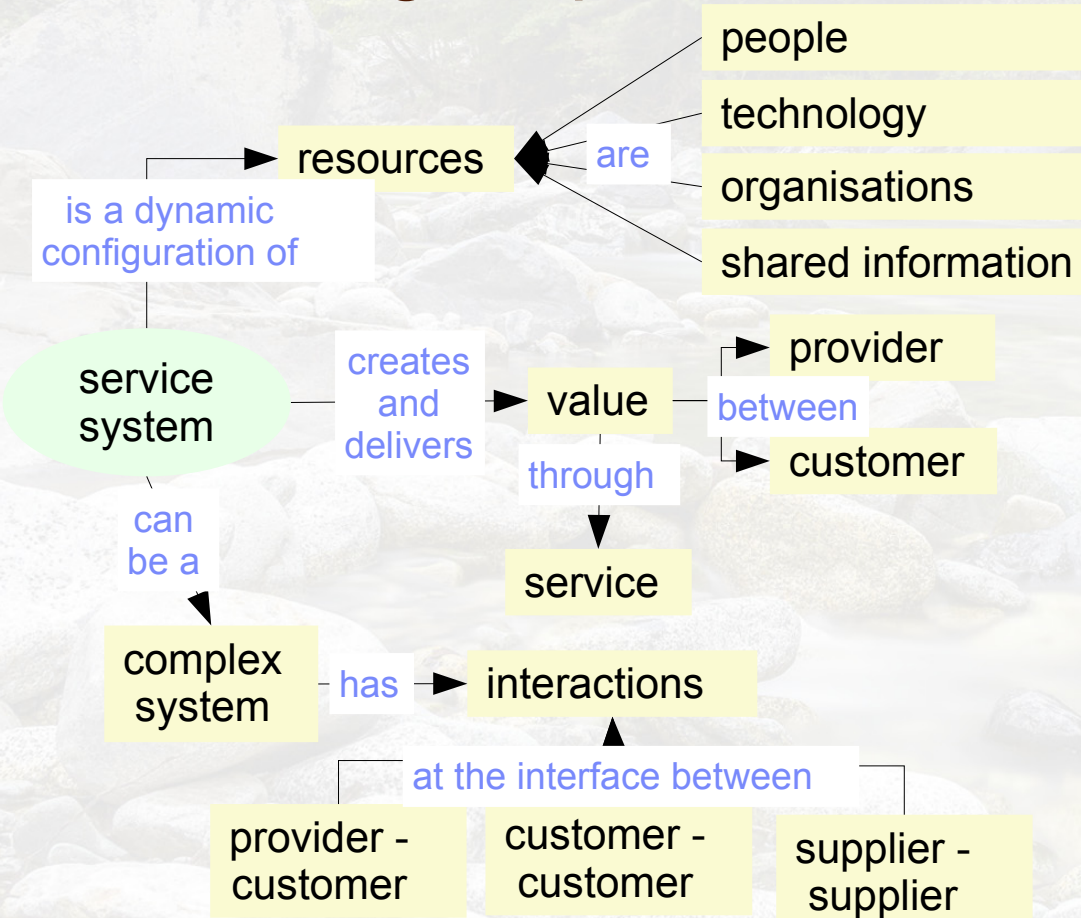 people
technology
resources
are
organisations
is a dynamic
configuration of
shared information
service
system
creates
and
delivers
value
between
provider
customer
through
service
can
be a
complex
system
has
interactions
at the interface between
provider -
customer
customer -
customer
supplier -
supplier